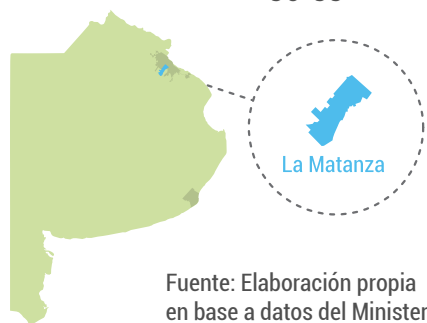 La Matanza
Fuente: Elaboración propia
en base a datos del Minister